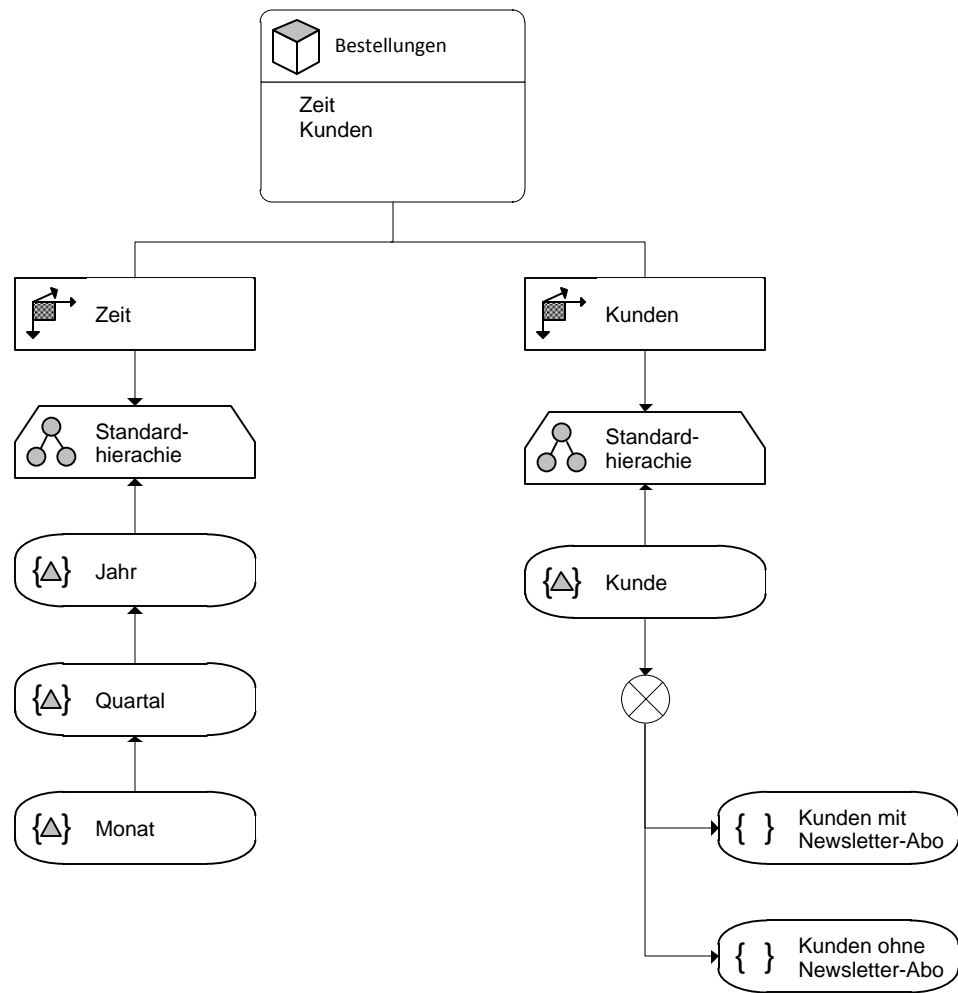 Bestellungen
Zeit
Kunden
Zeit
Kunden
Standard-
hierachie
Standard-
hierachie
{ } Jahr
{ } Kunde
{ } Quartal
{ } Monat
{ } Kunden mit
Newsletter-Abo
{ } Kunden ohne
Newsletter-Abo